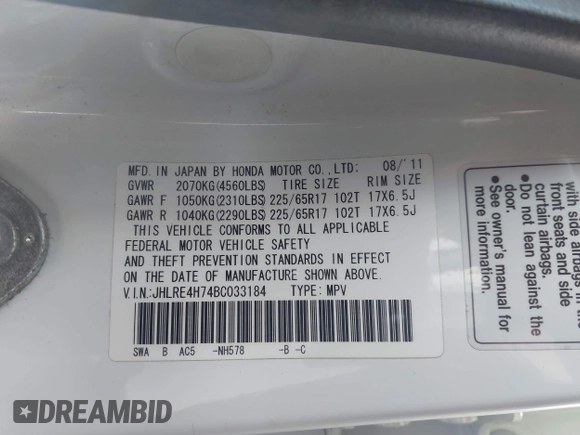 MFD. IN JAPAN BY HONDA MOTOR CO.,LTD: 08/'11
GVWR 2070KG(4560LBS) TIRE SIZE RIM SIZE
GAWR F 1050KG(2310LBS) 225/65R17 102T 17X6.5J
GAWR R 1040KG(2290LBS) 225/65R17 102T 17X6.5J
THIS VEHICLE CONFORMS TO ALL APPLICABLE
FEDERAL MOTOR VEHICLE SAFETY
AND THEFT PREVENTION STANDARDS IN EFFECT
ON THE DATE OF MANUFACTURE SHOWN ABOVE.
V.I.N:JHLRE4H74BC033184 TYPE: MPV
SWA B AC5 -NH578 -B -C
with side airbags in the
front seats and side
curtain airbags.
•Do not lean against the
door.
•See owner's manual for
more information.
DREAMBID